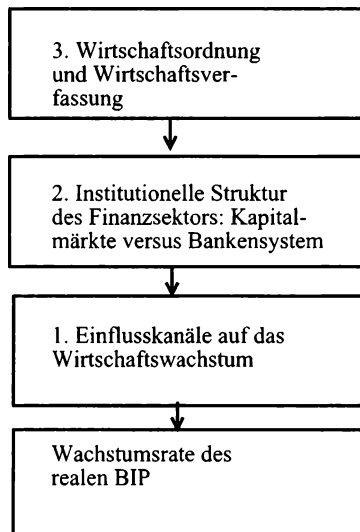 3. Wirtschaftsordnung
und Wirtschaftsver-
fassung
2. Institutionelle Struktur
des Finanzsektors: Kapital-
märkte versus Bankensystem
1. Einflusskanäle auf das
Wirtschaftswachstum
Wachstumsrate des
realen BIP